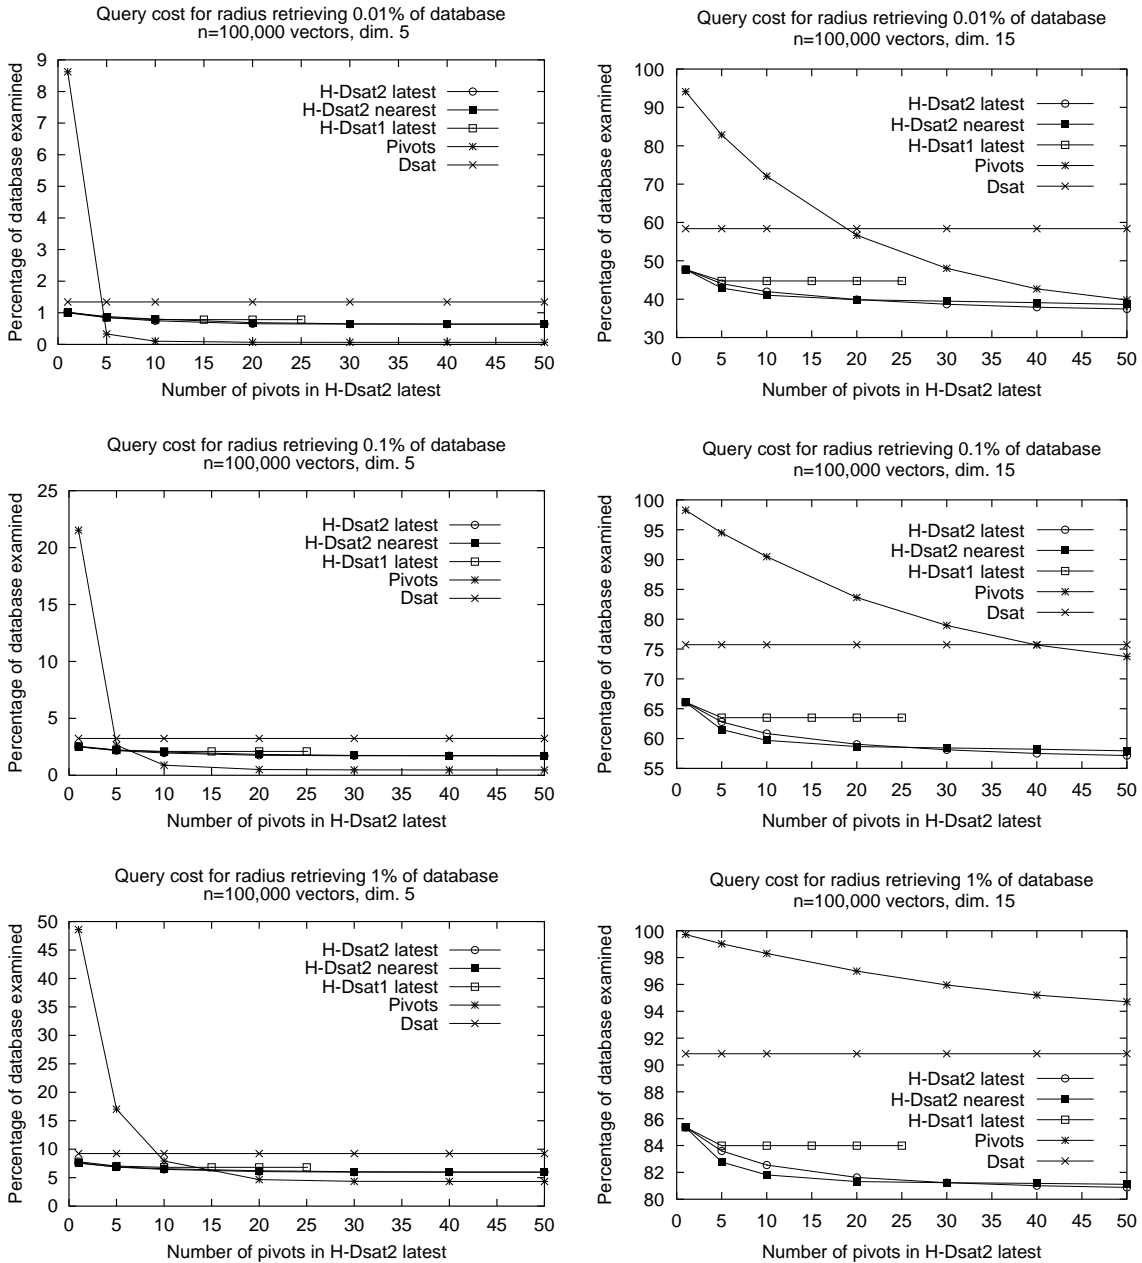 Query cost for radius retrieving 0.01% of database
n=100,000 vectors, dim. 5
Percentage of database examined
9
8
7
6
5
4
3
2
1
0
H-Dsat2 latest
H-Dsat2 nearest
H-Dsat1 latest
Pivots
Dsat
0 5 10 15 20 25 30 35 40 45 50
Number of pivots in H-Dsat2 latest
Query cost for radius retrieving 0.01% of database
n=100,000 vectors, dim. 15
Percentage of database examined
100
90
80
70
60
50
40
30
H-Dsat2 latest
H-Dsat2 nearest
H-Dsat1 latest
Pivots
Dsat
0 5 10 15 20 25 30 35 40 45 50
Number of pivots in H-Dsat2 latest
Query cost for radius retrieving 0.1% of database
n=100,000 vectors, dim. 5
Percentage of database examined
25
20
15
10
5
0
H-Dsat2 latest
H-Dsat2 nearest
H-Dsat1 latest
Pivots
Dsat
0 5 10 15 20 25 30 35 40 45 50
Number of pivots in H-Dsat2 latest
Query cost for radius retrieving 0.1% of database
n=100,000 vectors, dim. 15
Percentage of database examined
100
95
90
85
80
75
70
65
60
55
H-Dsat2 latest
H-Dsat2 nearest
H-Dsat1 latest
Pivots
Dsat
0 5 10 15 20 25 30 35 40 45 50
Number of pivots in H-Dsat2 latest
Query cost for radius retrieving 1% of database
n=100,000 vectors, dim. 5
Percentage of database examined
50
45
40
35
30
25
20
15
10
5
0
H-Dsat2 latest
H-Dsat2 nearest
H-Dsat1 latest
Pivots
Dsat
0 5 10 15 20 25 30 35 40 45 50
Number of pivots in H-Dsat2 latest
Query cost for radius retrieving 1% of database
n=100,000 vectors, dim. 15
Percentage of database examined
100
98
96
94
92
90
88
86
84
82
80
H-Dsat2 latest
H-Dsat2 nearest
H-Dsat1 latest
Pivots
Dsat
0 5 10 15 20 25 30 35 40 45 50
Number of pivots in H-Dsat2 latest